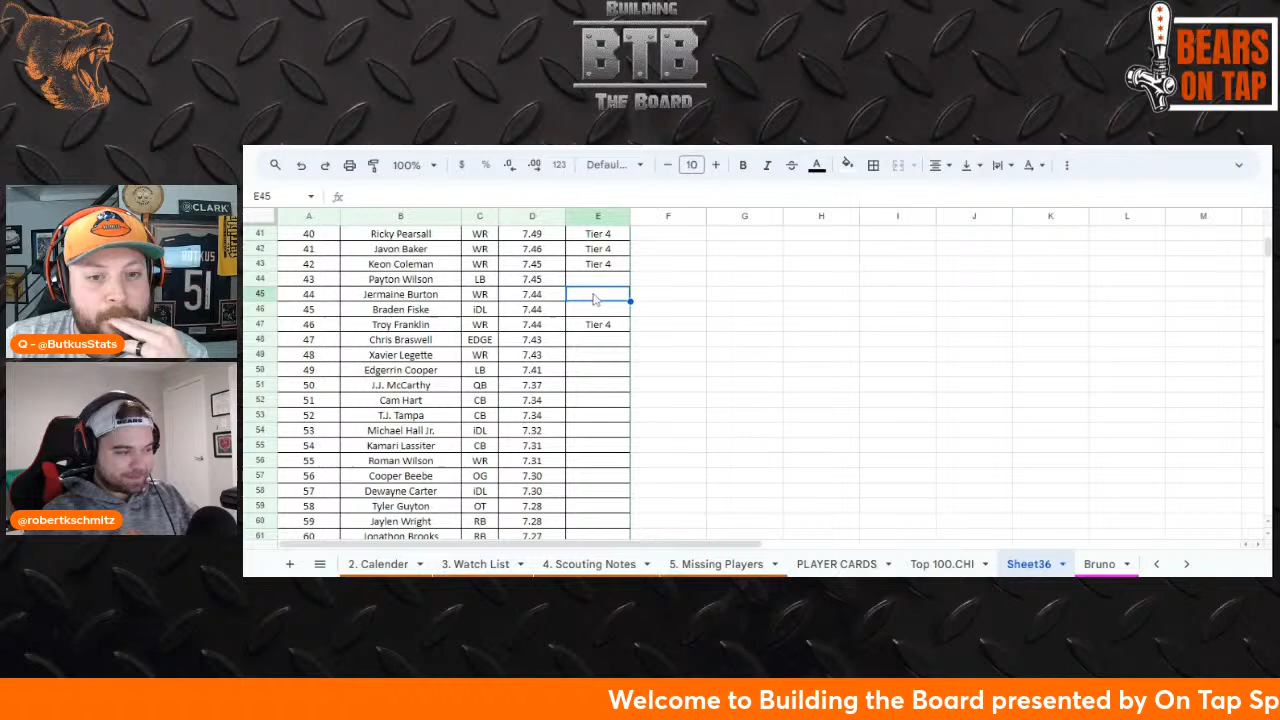 BUILDING
BTB
THE BOARD
BEARS
ON TAP
CLARK
BUTKUS
51
Q - @ButkusStats
BEARS
@robertkschmitz
100%
$
%
.0
.00
123
Defaul...
10
B
I
A
E45
fx
A B C D E F G H I J K L M
41 40 Ricky Pearsall WR 7.49 Tier 4
42 41 Javon Baker WR 7.46 Tier 4
43 42 Keon Coleman WR 7.45 Tier 4
44 43 Payton Wilson LB 7.45
45 44 Jermaine Burton WR 7.44
46 45 Braden Fiske iDL 7.44
47 46 Troy Franklin WR 7.44 Tier 4
48 47 Chris Braswell EDGE 7.43
49 48 Xavier Legette WR 7.43
50 49 Edgerrin Cooper LB 7.41
51 50 J.J. McCarthy QB 7.37
52 51 Cam Hart CB 7.34
53 52 T.J. Tampa CB 7.34
54 53 Michael Hall Jr. iDL 7.32
55 54 Kamari Lassiter CB 7.31
56 55 Roman Wilson WR 7.31
57 56 Cooper Beebe OG 7.30
58 57 Dewayne Carter iDL 7.30
59 58 Tyler Guyton OT 7.28
60 59 Jaylen Wright RB 7.28
61 60 Jonathon Brooks RB 7.27
2. Calender
3. Watch List
4. Scouting Notes
5. Missing Players
PLAYER CARDS
Top 100.CHI
Sheet36
Bruno
Welcome to Building the Board presented by On Tap Sp